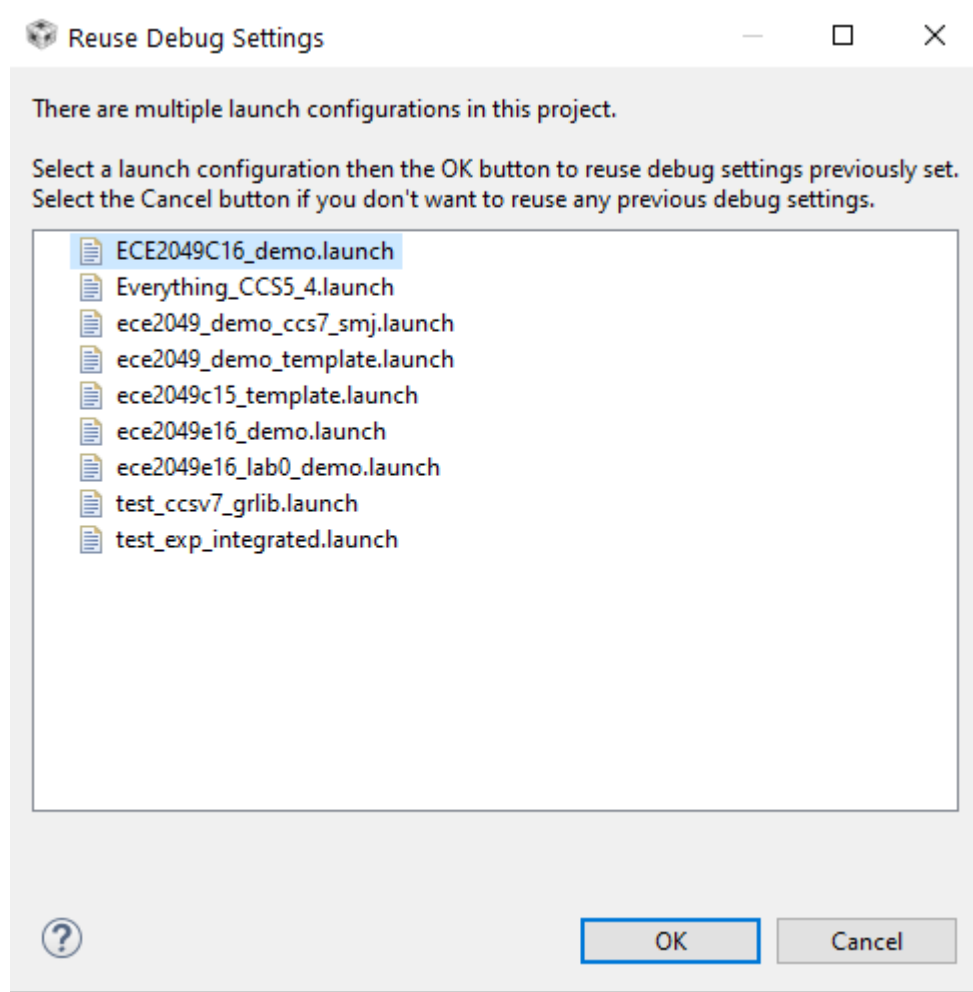 Reuse Debug Settings
There are multiple launch configurations in this project.
Select a launch configuration then the OK button to reuse debug settings previously set.
Select the Cancel button if you don't want to reuse any previous debug settings.
ECE2049C16_demo.launch
Everything_CCS5_4.launch
ece2049_demo_ccs7_smj.launch
ece2049_demo_template.launch
ece2049c15_template.launch
ece2049e16_demo.launch
ece2049e16_lab0_demo.launch
test_ccsv7_grlib.launch
test_exp_integrated.launch
?
OK
Cancel